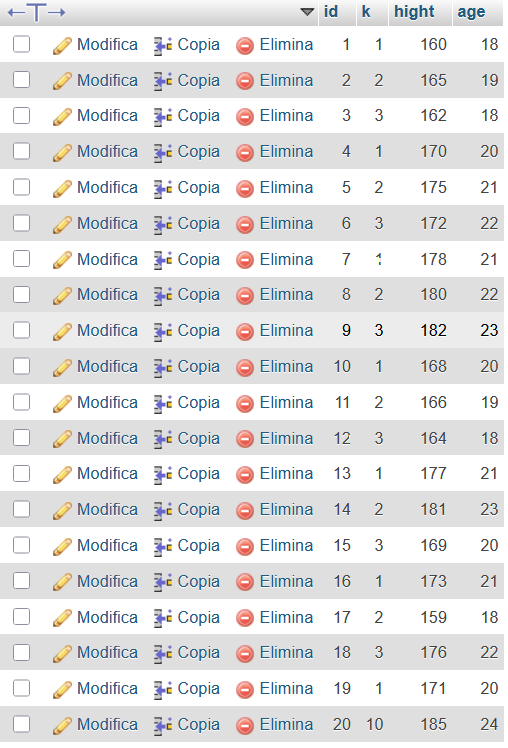 id k hight age
Modifica Copia Elimina 1 1 160 18
Modifica Copia Elimina 2 2 165 19
Modifica Copia Elimina 3 3 162 18
Modifica Copia Elimina 4 1 170 20
Modifica Copia Elimina 5 2 175 21
Modifica Copia Elimina 6 3 172 22
Modifica Copia Elimina 7 1 178 21
Modifica Copia Elimina 8 2 180 22
Modifica Copia Elimina 9 3 182 23
Modifica Copia Elimina 10 1 168 20
Modifica Copia Elimina 11 2 166 19
Modifica Copia Elimina 12 3 164 18
Modifica Copia Elimina 13 1 177 21
Modifica Copia Elimina 14 2 181 23
Modifica Copia Elimina 15 3 169 20
Modifica Copia Elimina 16 1 173 21
Modifica Copia Elimina 17 2 159 18
Modifica Copia Elimina 18 3 176 22
Modifica Copia Elimina 19 1 171 20
Modifica Copia Elimina 20 10 185 24